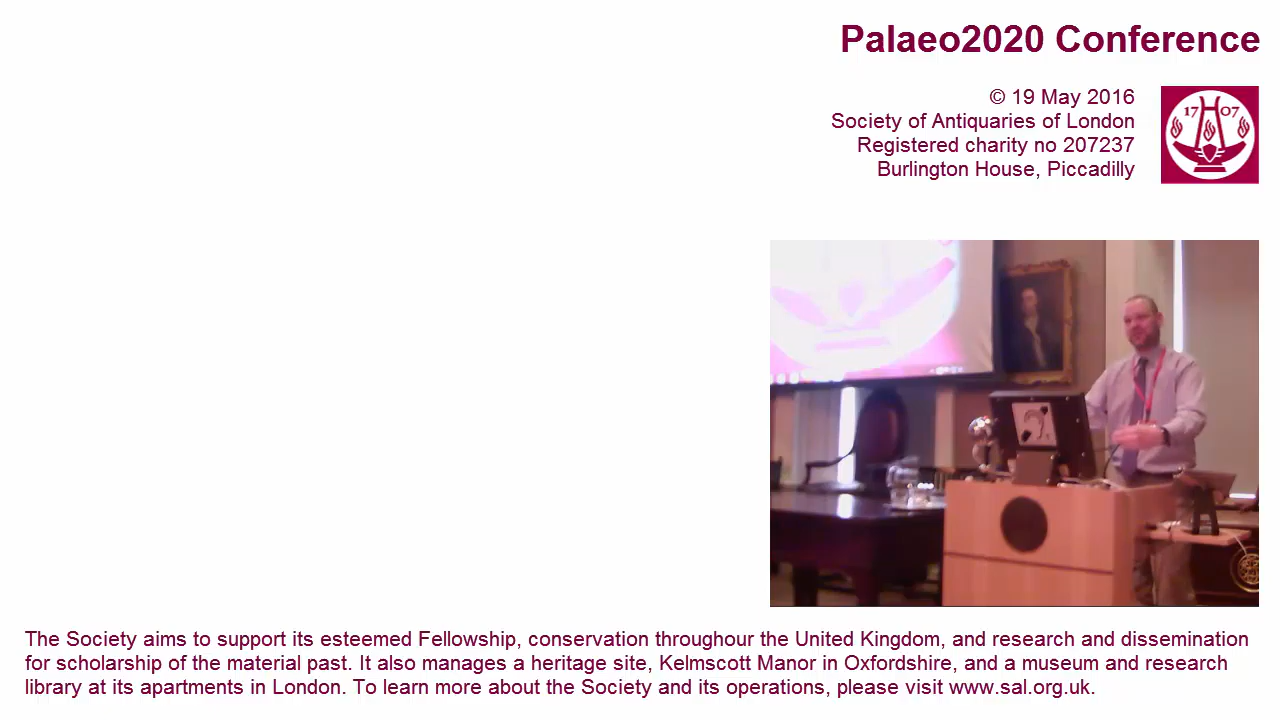 Palaeo2020 Conference
© 19 May 2016
Society of Antiquaries of London
Registered charity no 207237
Burlington House, Piccadilly
17 07
The Society aims to support its esteemed Fellowship, conservation throughour the United Kingdom, and research and dissemination
for scholarship of the material past. It also manages a heritage site, Kelmscott Manor in Oxfordshire, and a museum and research
library at its apartments in London. To learn more about the Society and its operations, please visit www.sal.org.uk.